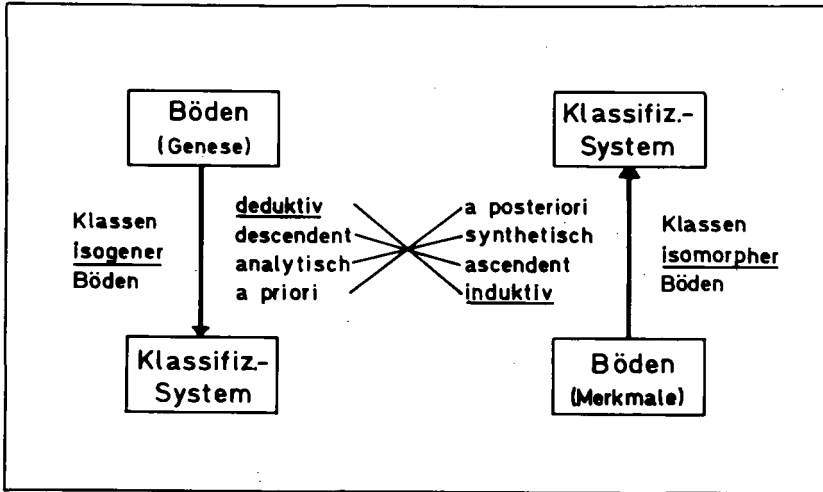 Böden
(Genese)
Klassen
isogener
Böden
Klassifiz.-
System
deduktiv
descendent
analytisch
a priori
a posteriori
synthetisch
ascendent
induktiv
Klassifiz.-
System
Klassen
isomorpher
Böden
Böden
(Merkmale)